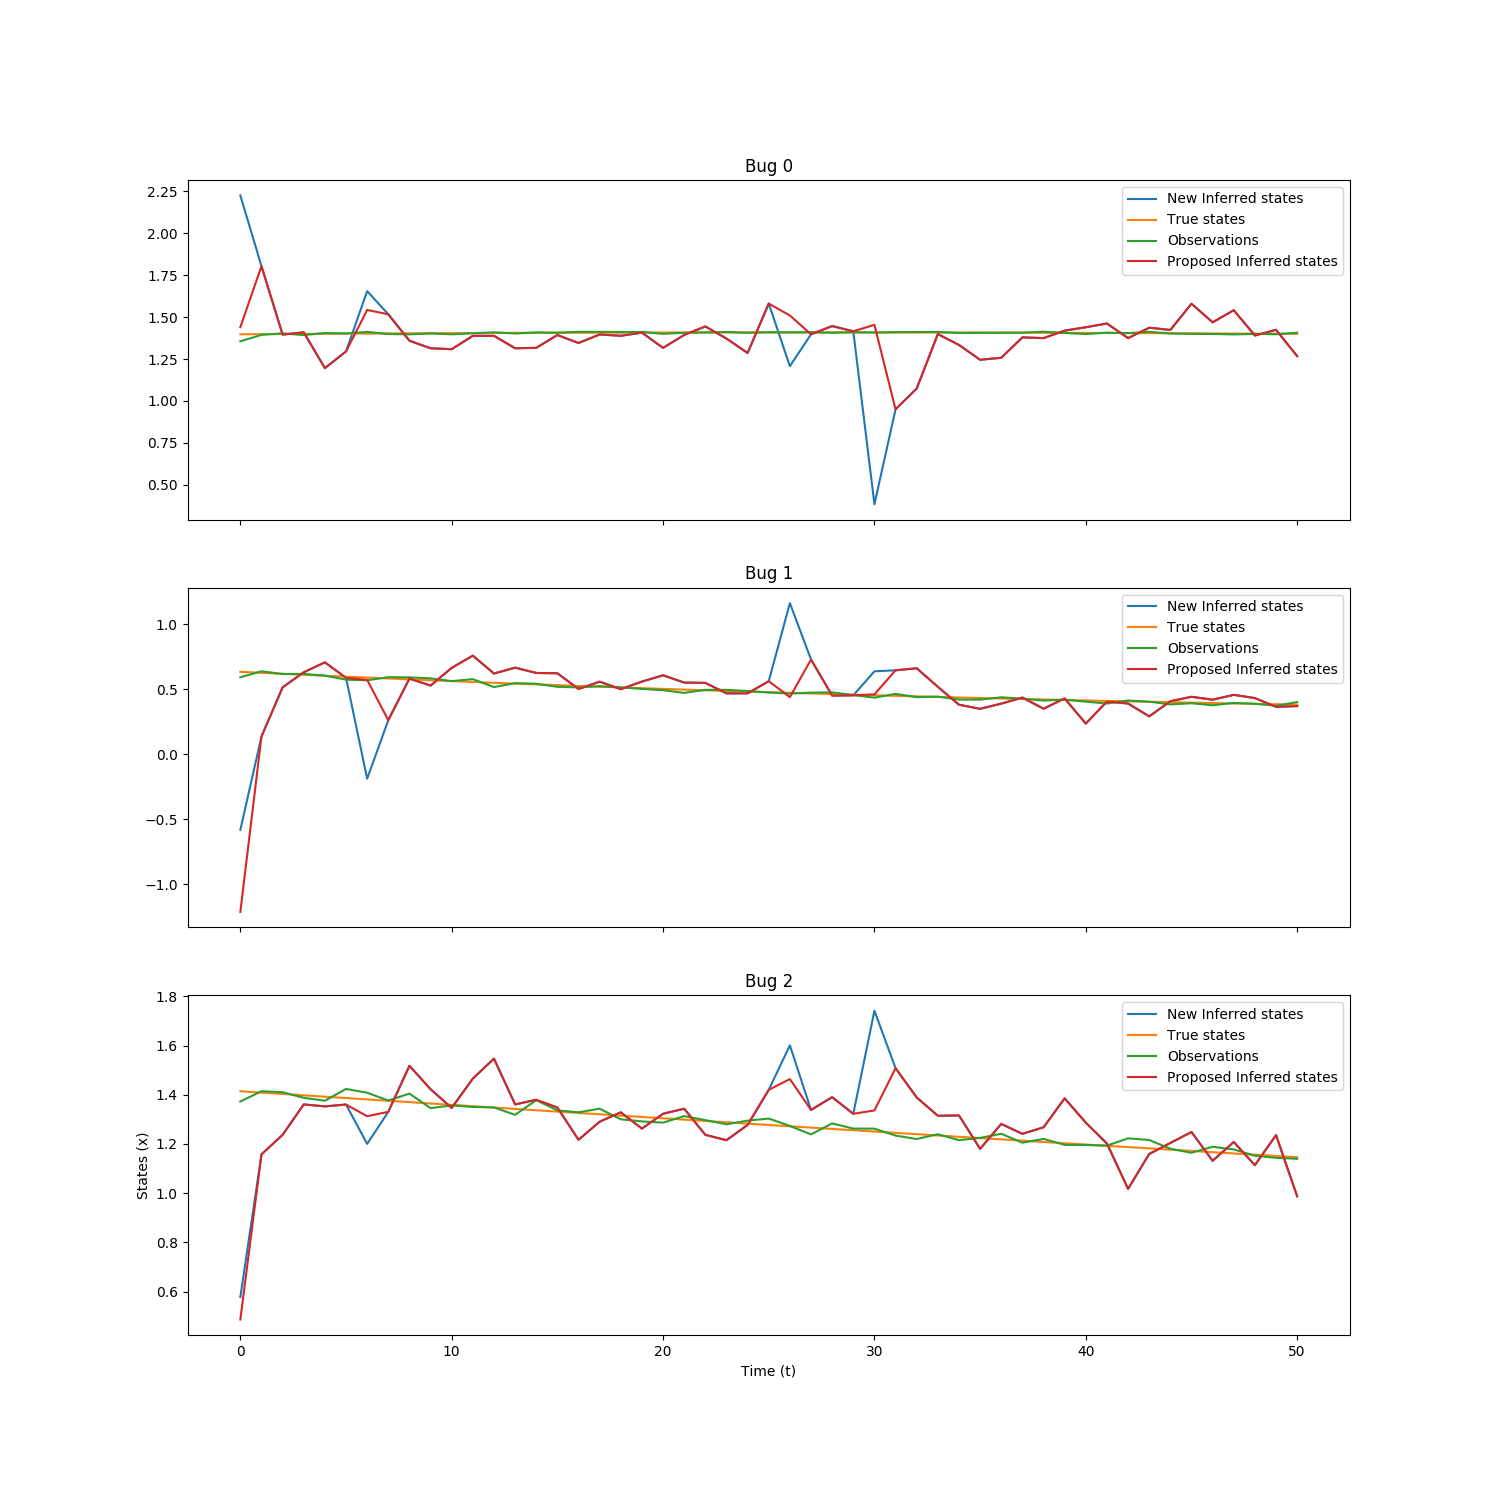 Bug 0
2.25
2.00
1.75
1.50
1.25
1.00
0.75
0.50
New Inferred states
True states
Observations
Proposed Inferred states
Bug 1
1.0
0.5
0.0
−0.5
−1.0
New Inferred states
True states
Observations
Proposed Inferred states
Bug 2
States (x)
1.8
1.6
1.4
1.2
1.0
0.8
0.6
New Inferred states
True states
Observations
Proposed Inferred states
0 10 20 30 40 50
Time (t)